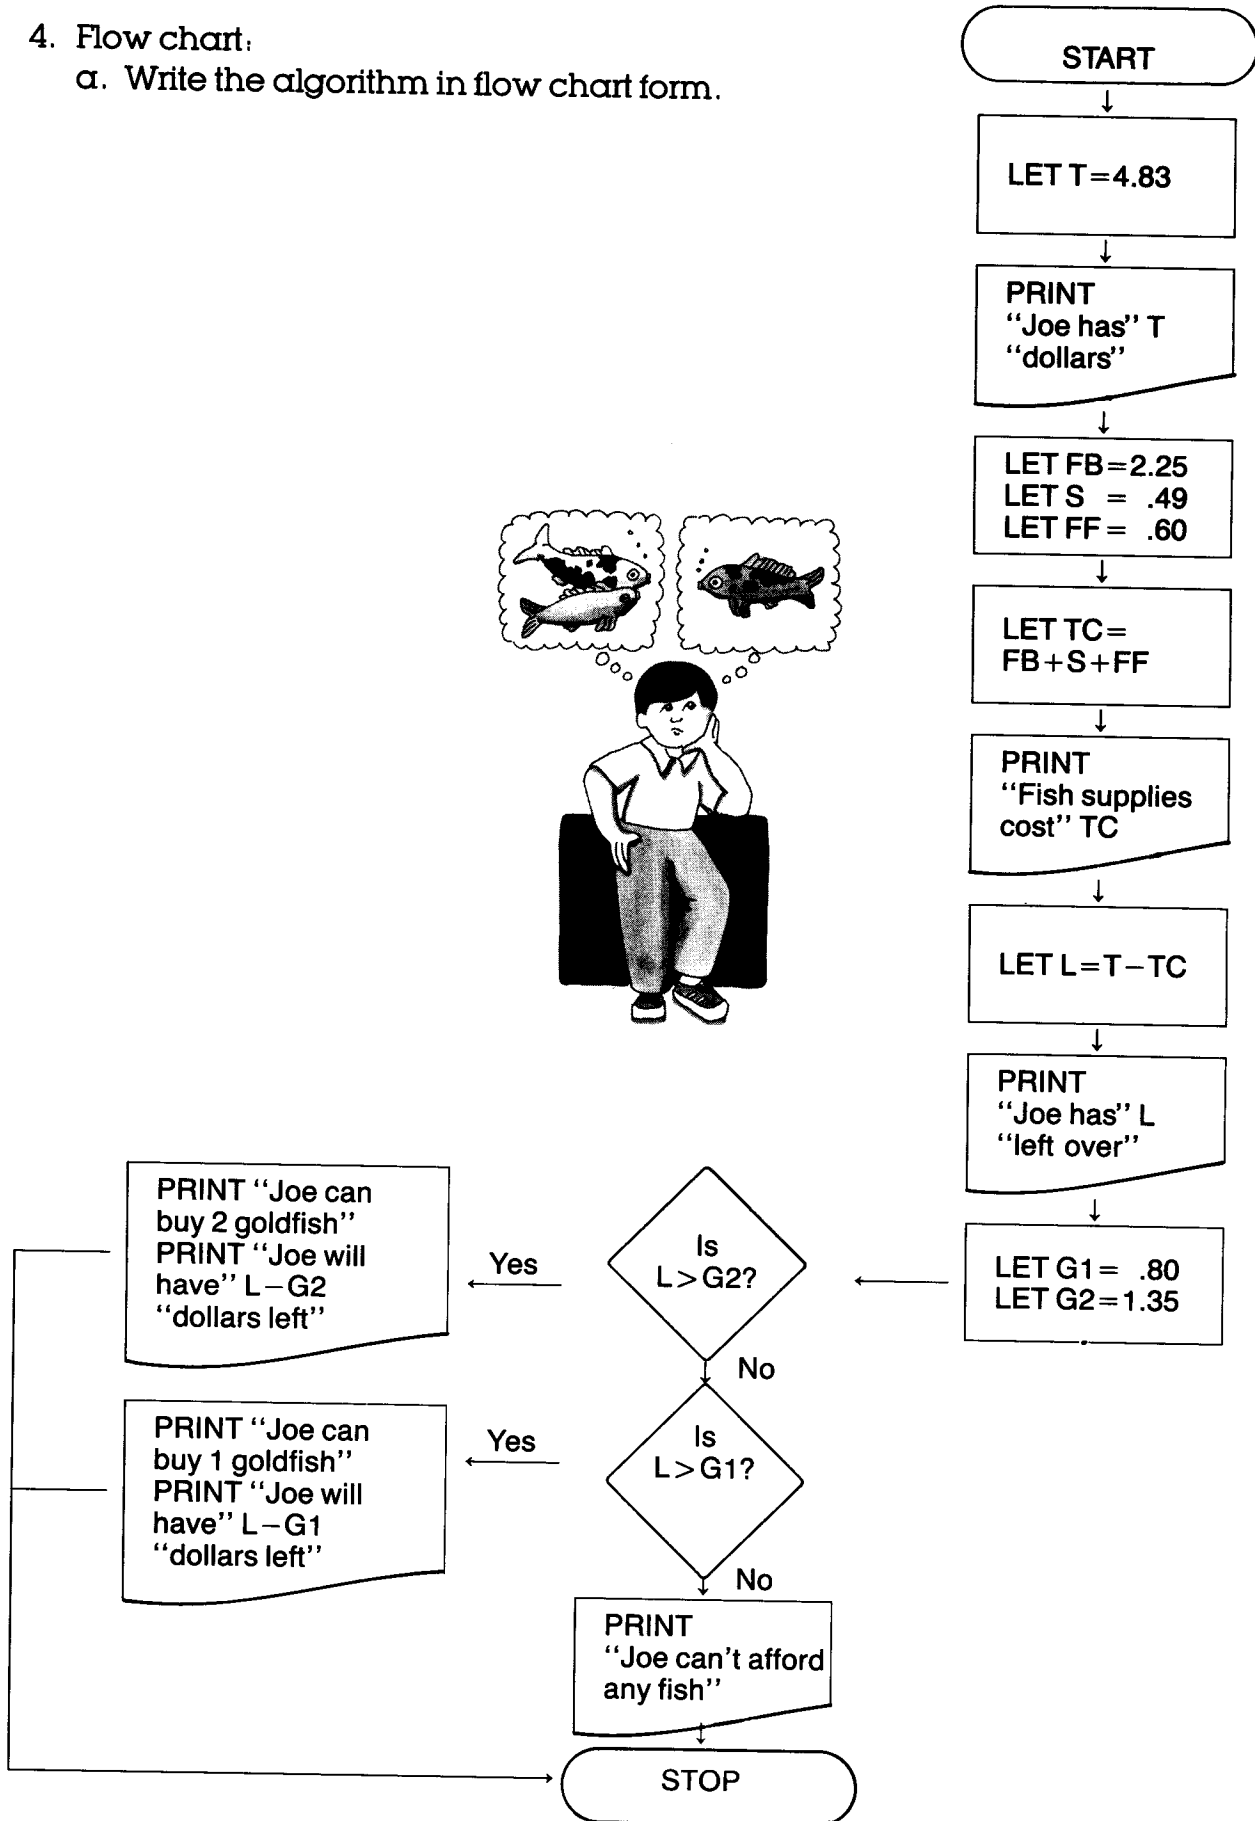 4. Flow chart:
a. Write the algorithm in flow chart form.
START
LET T=4.83
PRINT
“Joe has” T
“dollars”
LET FB=2.25
LET S = .49
LET FF= .60
LET TC=
FB+S+FF
PRINT
“Fish supplies
cost” TC
LET L=T−TC
PRINT
“Joe has” L
“left over”
LET G1= .80
LET G2=1.35
Is
L>G2?
Yes
PRINT “Joe can
buy 2 goldfish”
PRINT “Joe will
have” L−G2
“dollars left”
No
Is
L>G1?
Yes
PRINT “Joe can
buy 1 goldfish”
PRINT “Joe will
have” L−G1
“dollars left”
No
PRINT
“Joe can't afford
any fish”
STOP